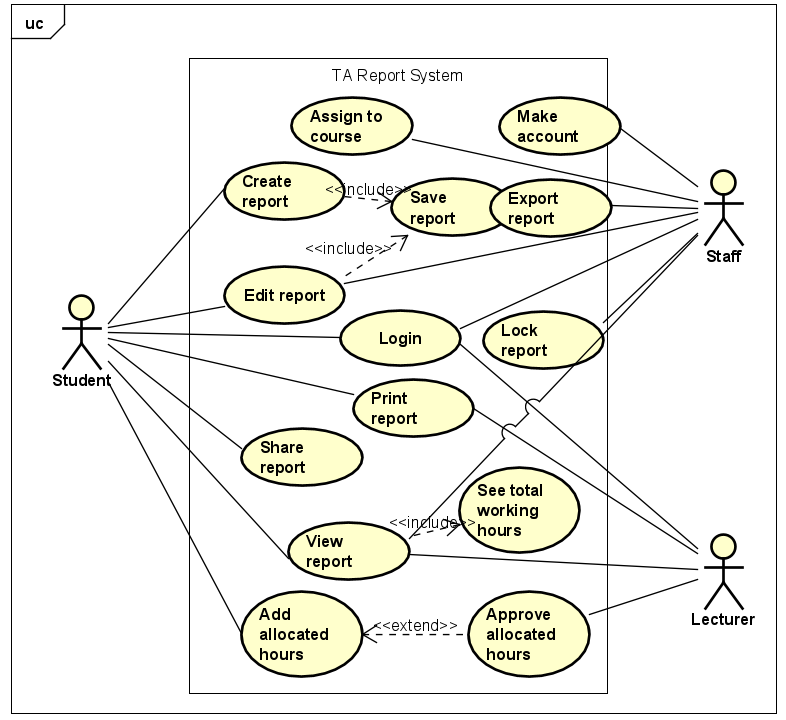 uc
TA Report System
Assign to
course
Make
account
Create
report
<<include>>
Save
report
Export
report
Staff
<<include>>
Edit report
Login
Lock
report
Student
Print
report
Share
report
See total
working
hours
<<include>>
View
report
Lecturer
Add
allocated
hours
<<extend>>
Approve
allocated
hours